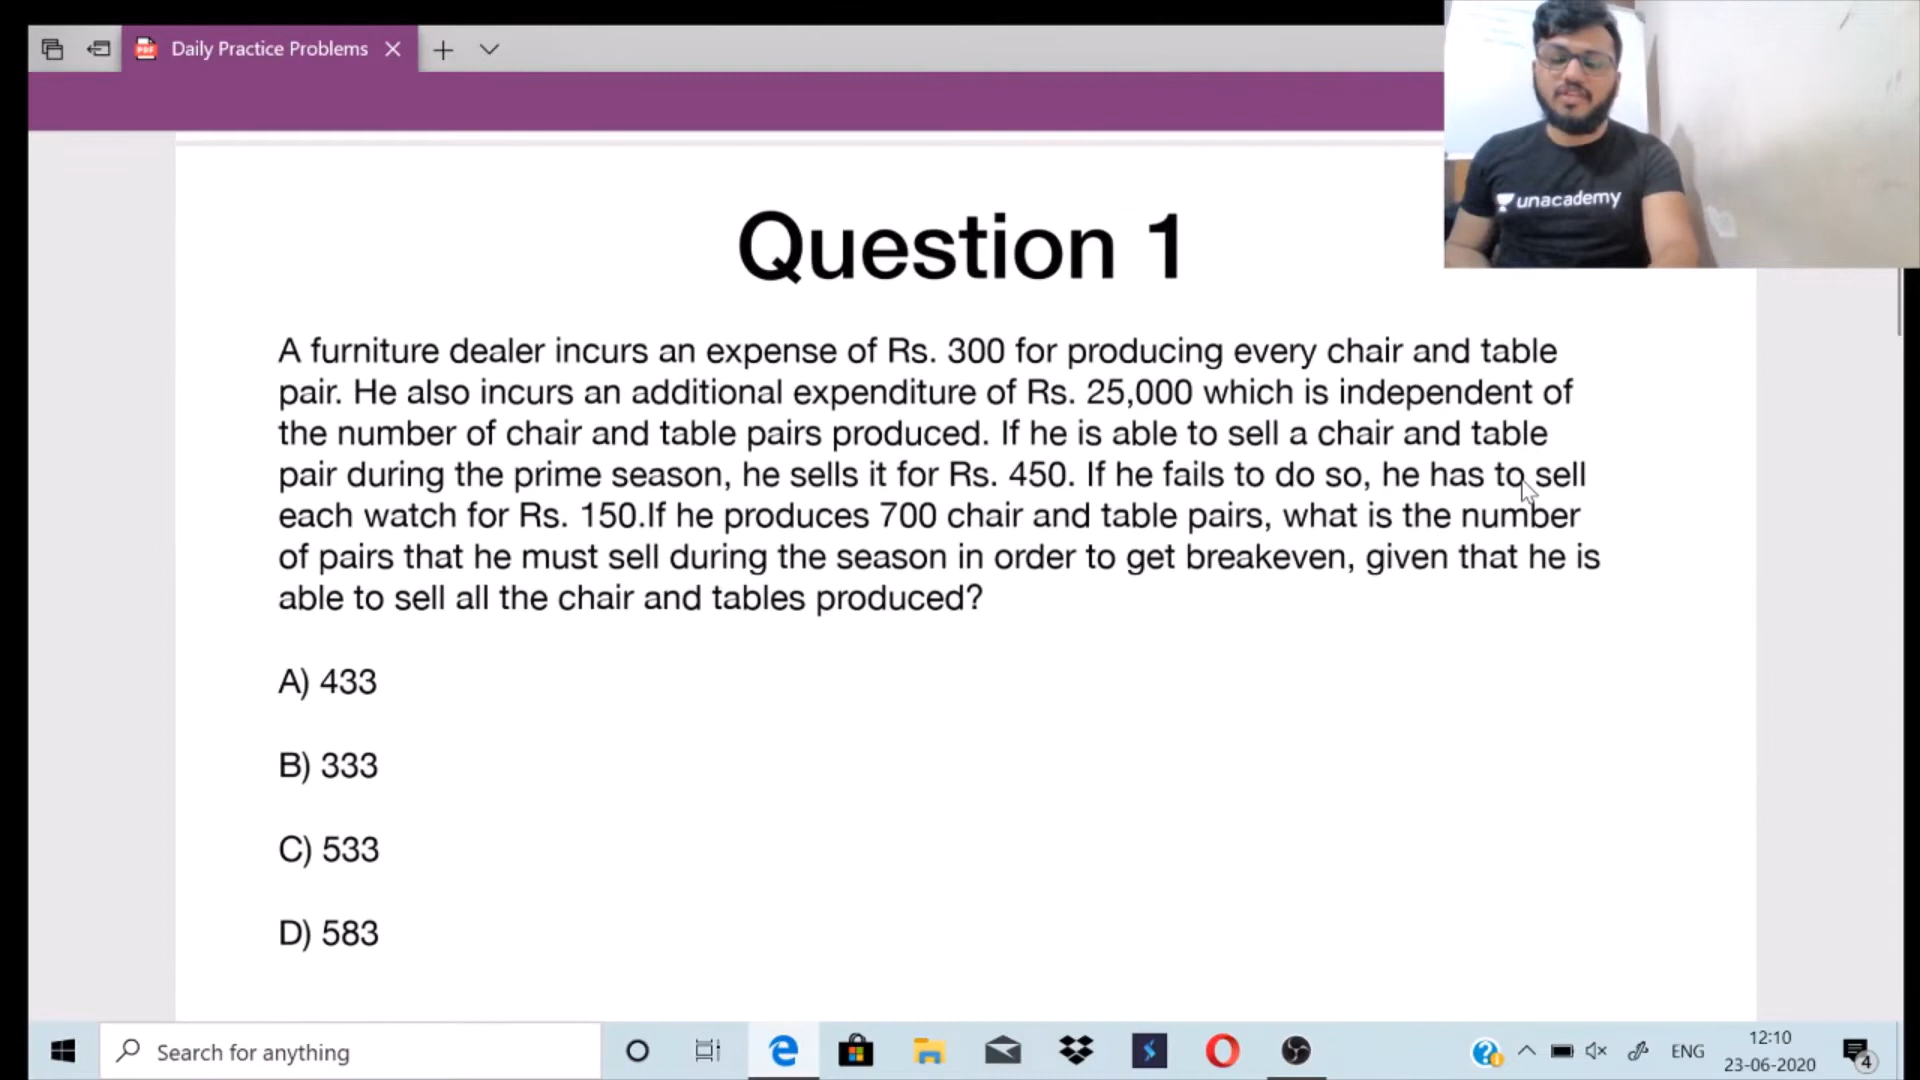 Daily Practice Problems
unacademy
Question 1
A furniture dealer incurs an expense of Rs. 300 for producing every chair and table
pair. He also incurs an additional expenditure of Rs. 25,000 which is independent of
the number of chair and table pairs produced. If he is able to sell a chair and table
pair during the prime season, he sells it for Rs. 450. If he fails to do so, he has to sell
each watch for Rs. 150.If he produces 700 chair and table pairs, what is the number
of pairs that he must sell during the season in order to get breakeven, given that he is
able to sell all the chair and tables produced?
A) 433
B) 333
C) 533
D) 583
Search for anything
ENG
12:10
23-06-2020
4